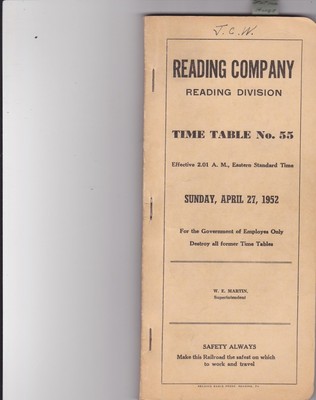 J. C. W.
READING COMPANY
READING DIVISION
TIME TABLE No. 55
Effective 2.01 A. M., Eastern Standard Time
SUNDAY, APRIL 27, 1952
For the Government of Employes Only
Destroy all former Time Tables
W. F. MARTIN,
Superintendent
SAFETY ALWAYS
Make this Railroad the safest on which
to work and travel